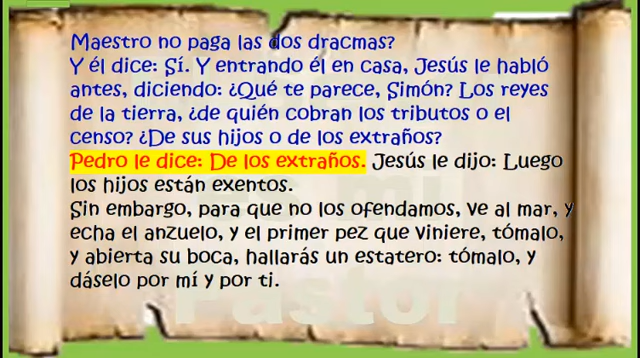 Maestro no paga las dos dracmas?
Y él dice: Sí. Y entrando él en casa, Jesús le habló
antes, diciendo: ¿Qué te parece, Simón? Los reyes
de la tierra, ¿de quién cobran los tributos o el
censo? ¿De sus hijos o de los extraños?
Pedro le dice: De los extraños. Jesús le dijo: Luego
los hijos están exentos.
Sin embargo, para que no los ofendamos, ve al mar, y
echa el anzuelo, y el primer pez que viniere, tómalo,
y abierta su boca, hallarás un estatero: tómalo, y
dáselo por mí y por ti.
es mi
Pastor